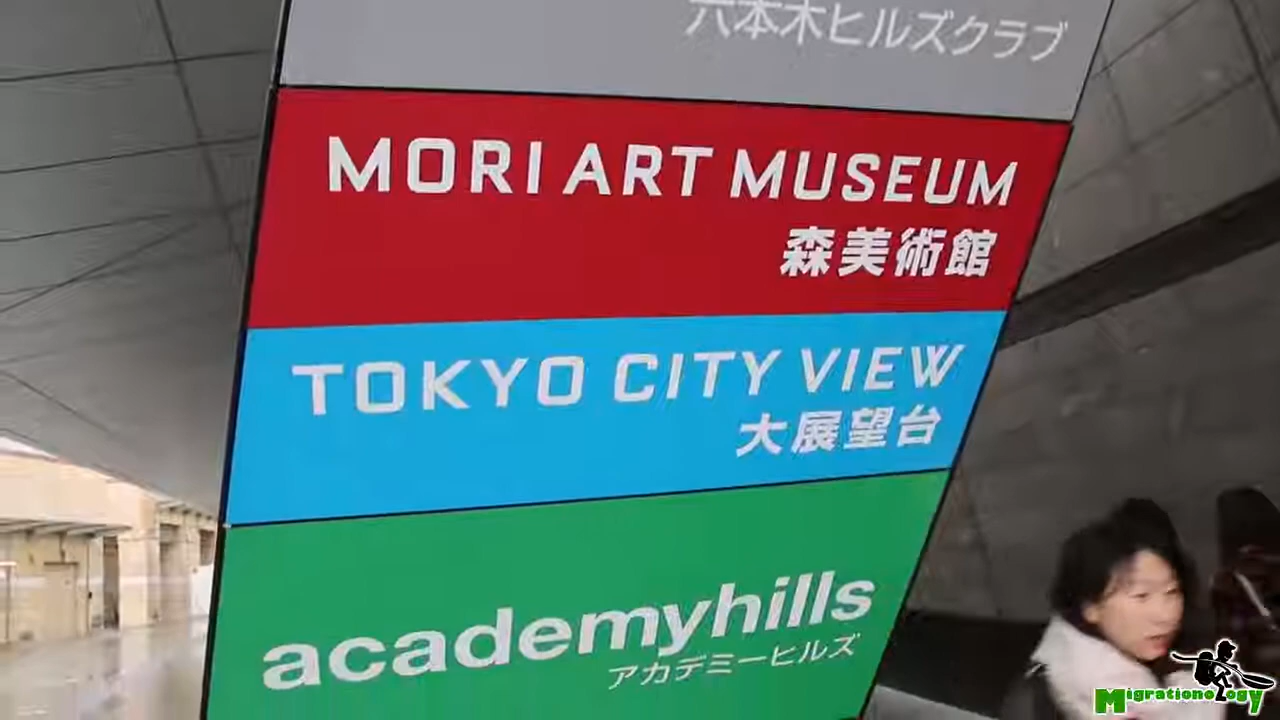 六本木ヒルズクラブ
MORI ART MUSEUM
森美術館
TOKYO CITY VIEW
大展望台
academyhills
アカデミーヒルズ
Migrationology